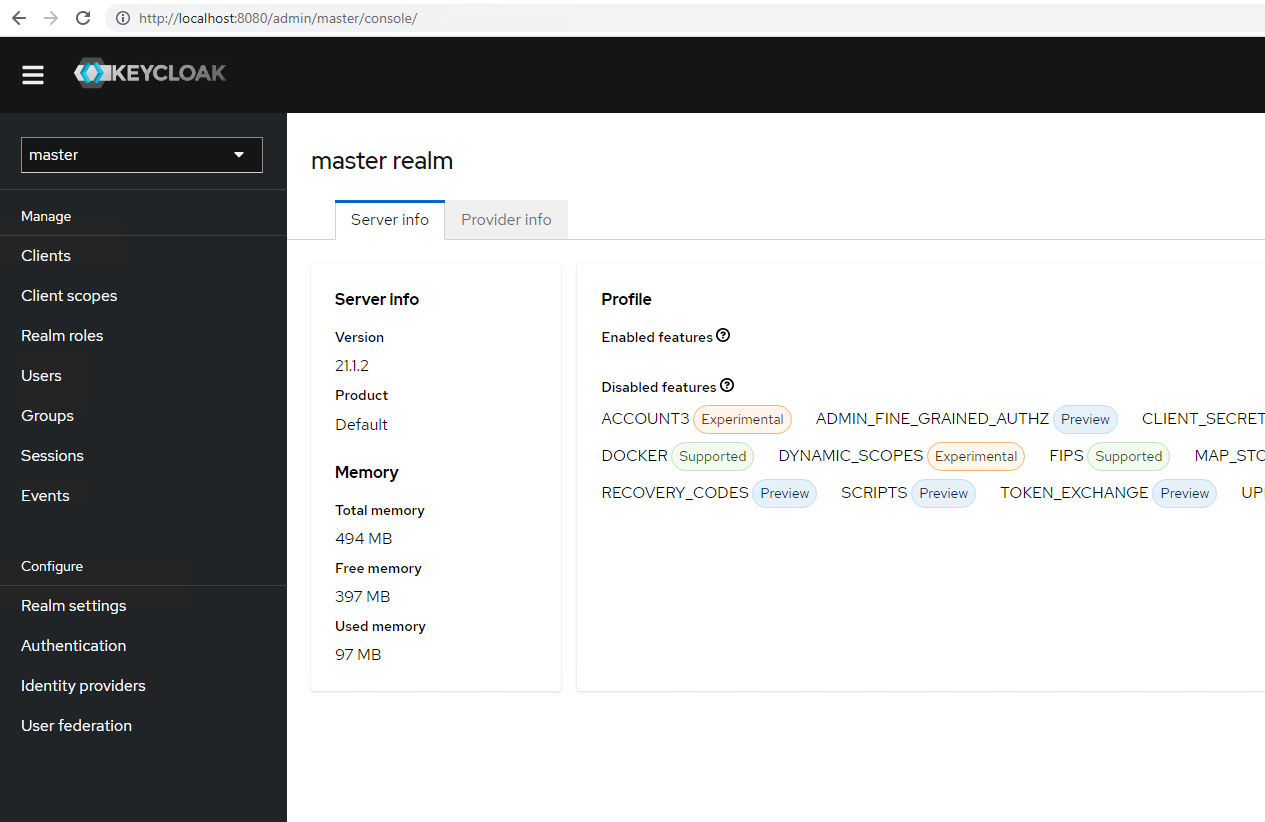 http://localhost:8080/admin/master/console/
KEYCLOAK
master
Manage
Clients
Client scopes
Realm roles
Users
Groups
Sessions
Events
Configure
Realm settings
Authentication
Identity providers
User federation
master realm
Server info
Provider info
Server info
Version
21.1.2
Product
Default
Memory
Total memory
494 MB
Free memory
397 MB
Used memory
97 MB
Profile
Enabled features
Disabled features
ACCOUNT3 Experimental ADMIN_FINE_GRAINED_AUTHZ Preview CLIENT_SECRET
DOCKER Supported DYNAMIC_SCOPES Experimental FIPS Supported MAP_STO
RECOVERY_CODES Preview SCRIPTS Preview TOKEN_EXCHANGE Preview UP